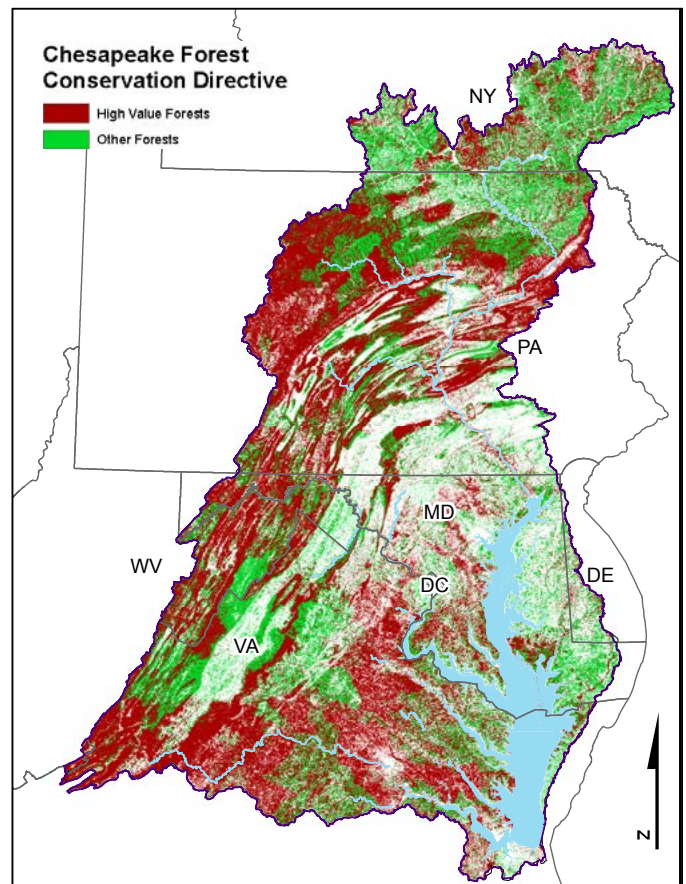 Chesapeake Forest
Conservation Directive
High Value Forests
Other Forests
NY
PA
MD
WV
DC
DE
VA
N